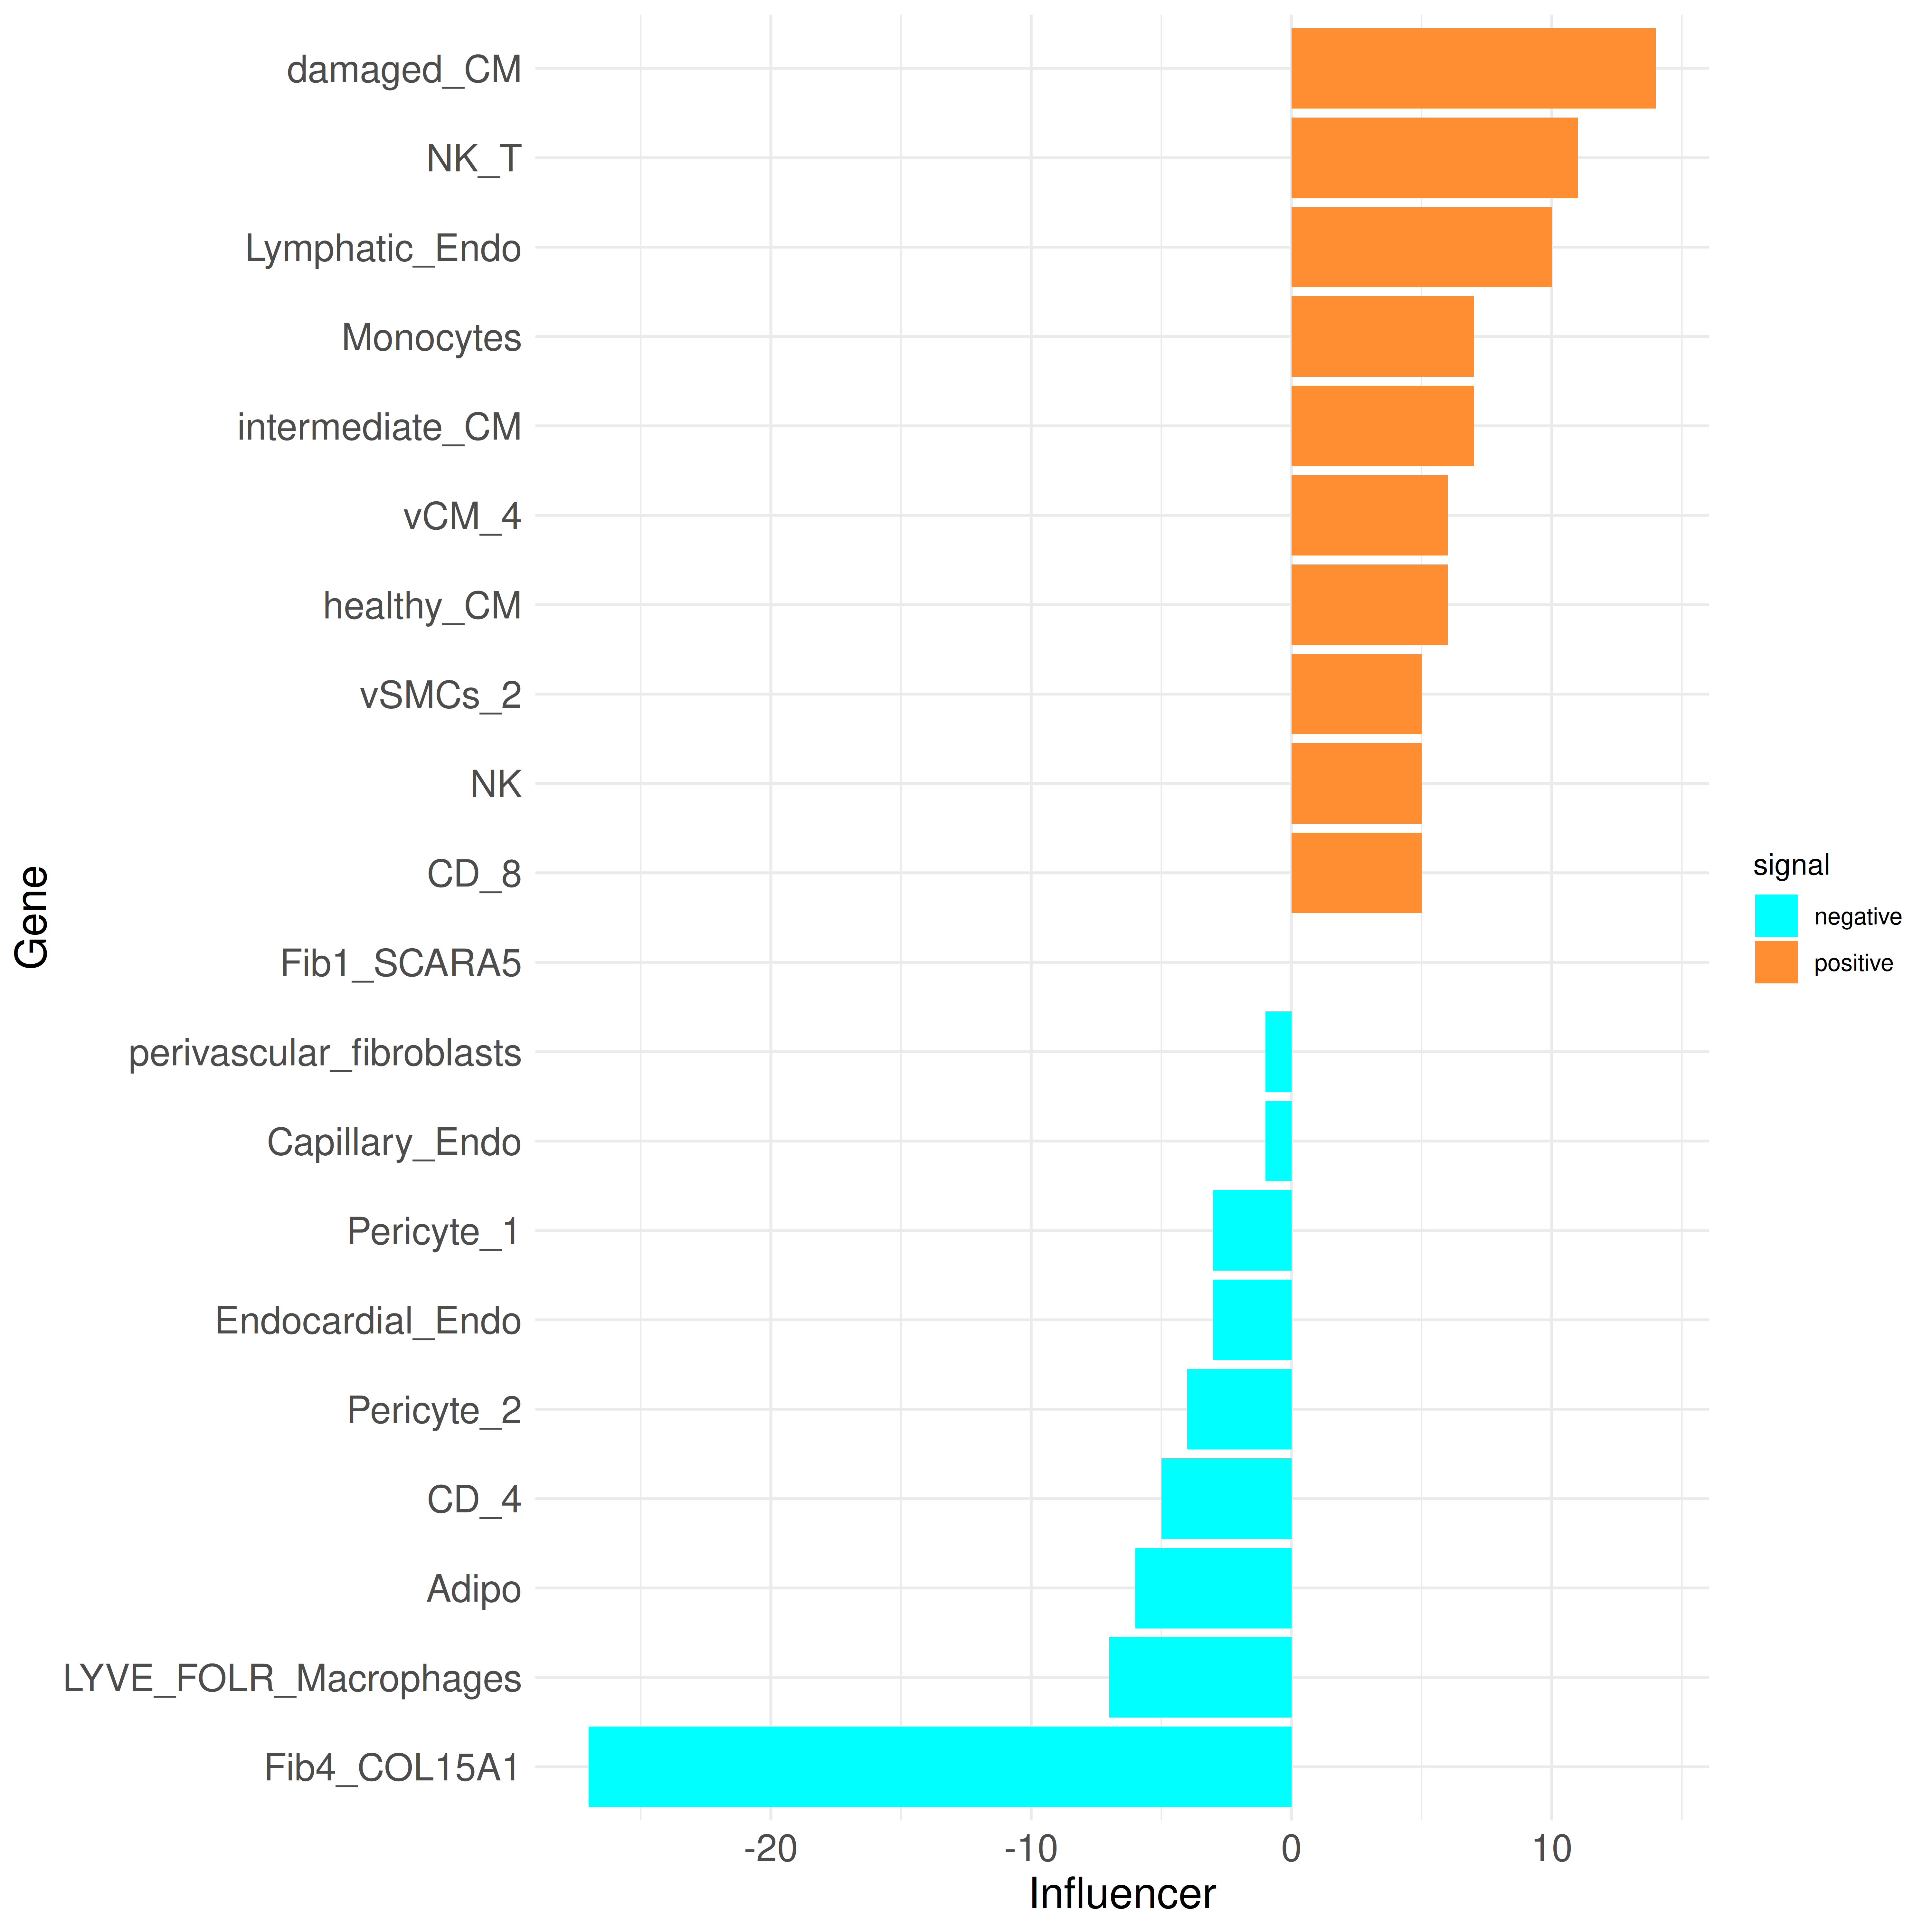 damaged_CM
NK_T
Lymphatic_Endo
Monocytes
intermediate_CM
vCM_4
healthy_CM
vSMCs_2
NK
CD_8
Fib1_SCARA5
perivascular_fibroblasts
Capillary_Endo
Pericyte_1
Endocardial_Endo
Pericyte_2
CD_4
Adipo
LYVE_FOLR_Macrophages
Fib4_COL15A1
Gene
-20 -10 0 10
Influencer
signal
negative
positive